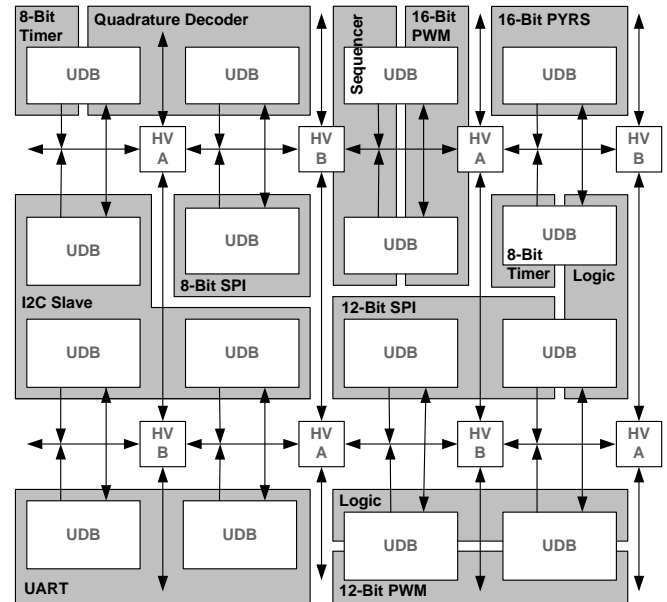 8-Bit
Timer
Quadrature Decoder
Sequencer
16-Bit
PWM
16-Bit PYRS
UDB
UDB
UDB
UDB
HV
A
HV
B
HV
A
HV
B
UDB
UDB
UDB
UDB
8-Bit SPI
8-Bit
Timer
Logic
I2C Slave
12-Bit SPI
UDB
UDB
UDB
UDB
HV
B
HV
A
HV
B
HV
A
Logic
UDB
UDB
UDB
UDB
UART
12-Bit PWM